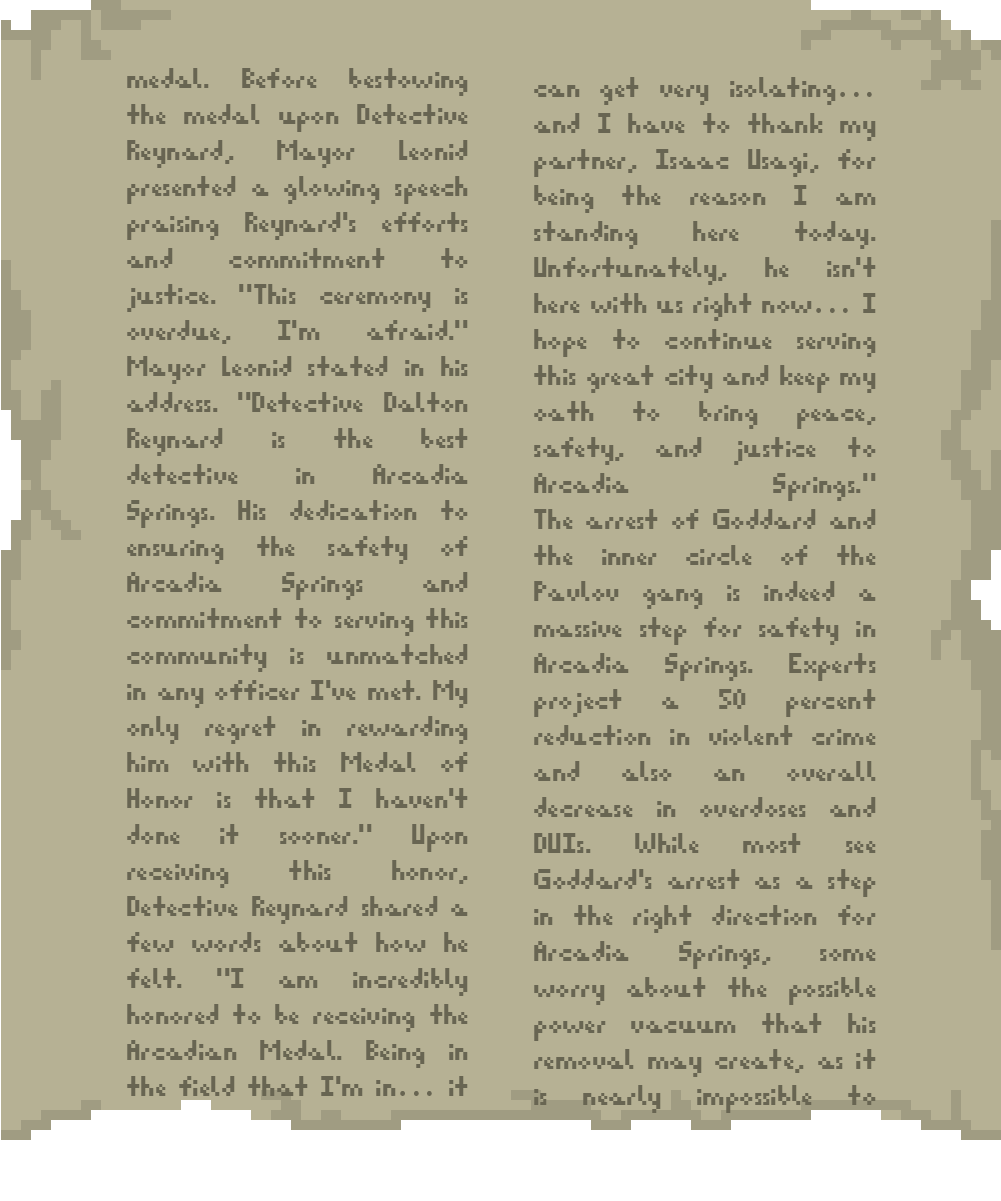 medal. Before bestowing
the medal upon Detective
Reynard, Mayor Leonid
presented a glowing speech
praising Reynard's efforts
and commitment to
justice. "This ceremony is
overdue, I'm afraid."
Mayor Leonid stated in his
address. "Detective Dalton
Reynard is the best
detective in Arcadia
Springs. His dedication to
ensuring the safety of
Arcadia Springs and
commitment to serving this
community is unmatched
in any officer I've met. My
only regret in rewarding
him with this Medal of
Honor is that I haven't
done it sooner." Upon
receiving this honor,
Detective Reynard shared a
few words about how he
felt. "I am incredibly
honored to be receiving the
Arcadian Medal. Being in
the field that I'm in... it
can get very isolating...
and I have to thank my
partner, Isaac Usagi, for
being the reason I am
standing here today.
Unfortunately, he isn't
here with us right now... I
hope to continue serving
this great city and keep my
oath to bring peace,
safety, and justice to
Arcadia Springs."
The arrest of Goddard and
the inner circle of the
Pavlov gang is indeed a
massive step for safety in
Arcadia Springs. Experts
project a 50 percent
reduction in violent crime
and also an overall
decrease in overdoses and
DUIs. While most see
Goddard's arrest as a step
in the right direction for
Arcadia Springs, some
worry about the possible
power vacuum that his
removal may create, as it
is nearly impossible to